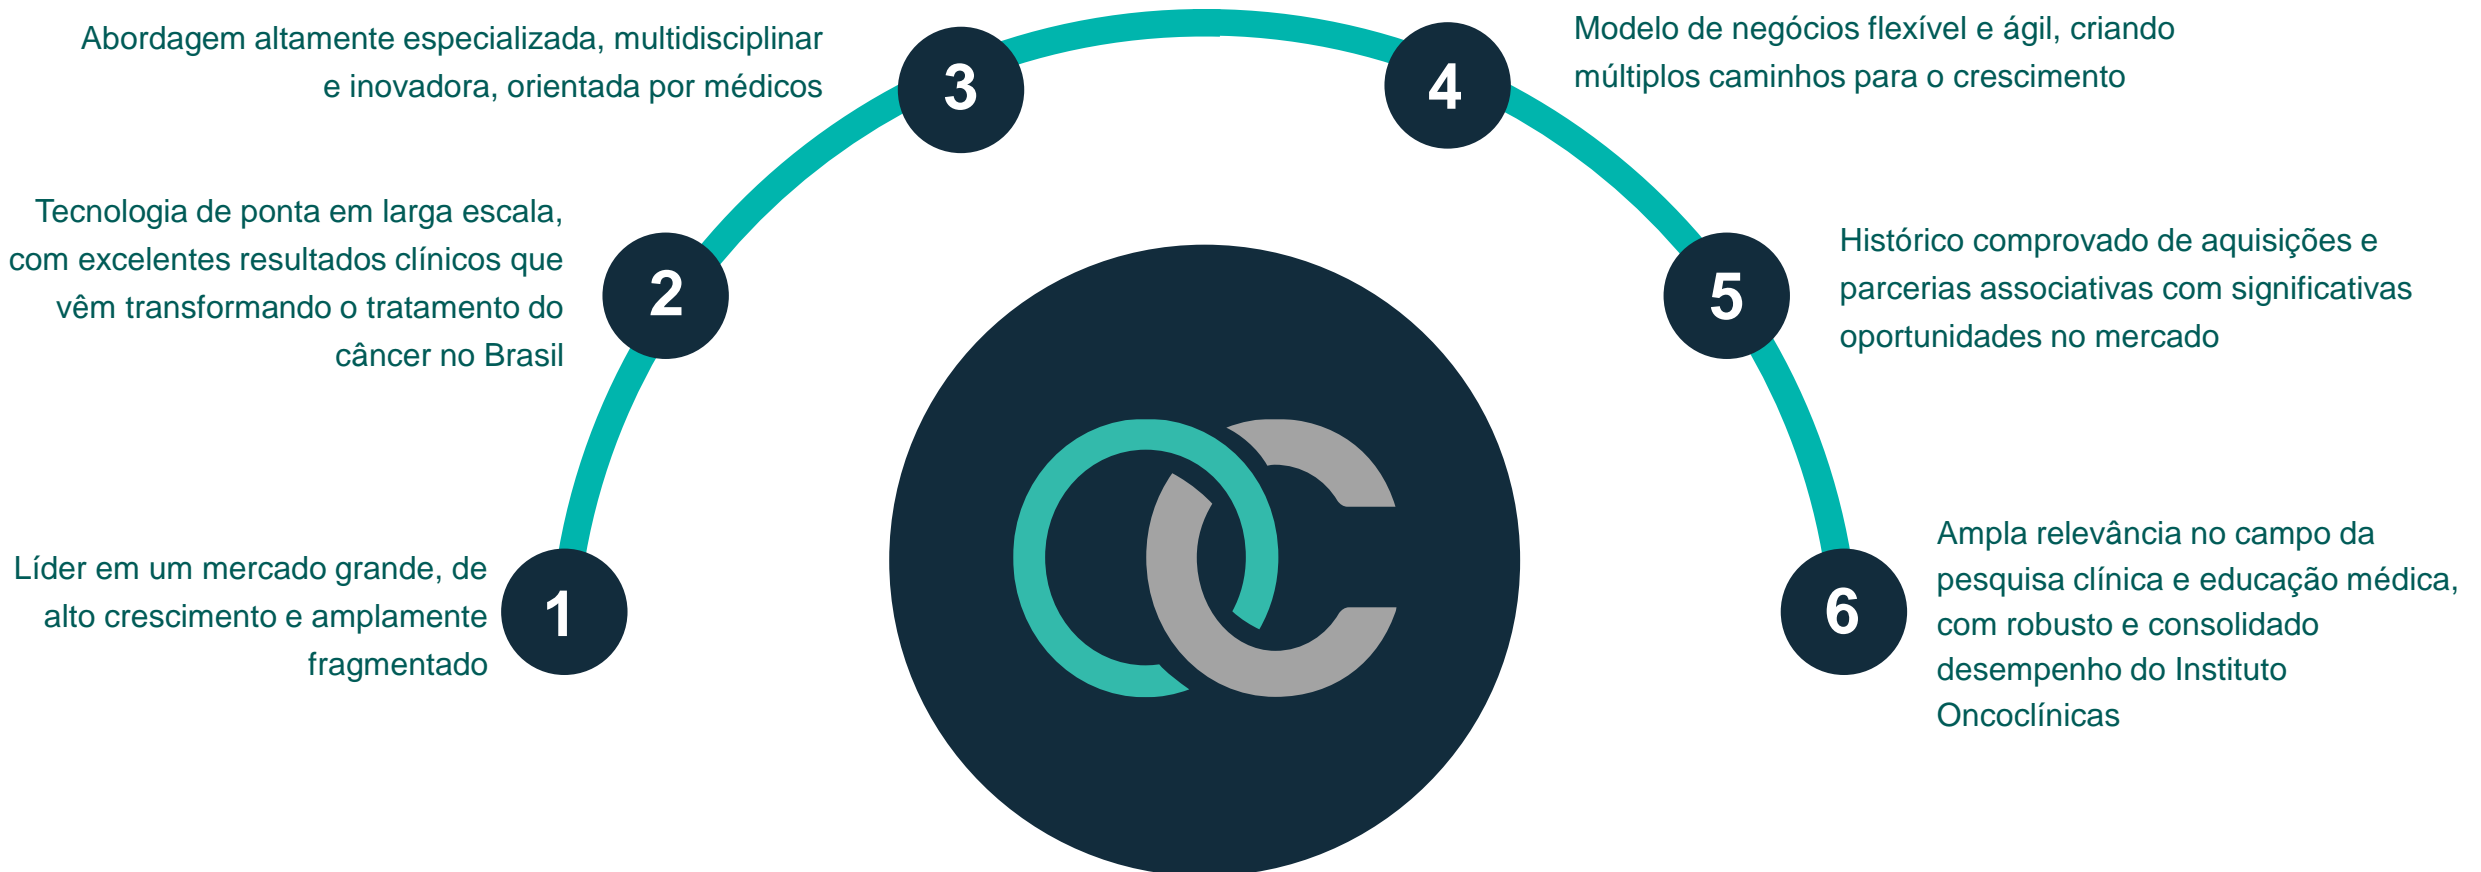 1
Líder em um mercado grande, de
alto crescimento e amplamente
fragmentado
2
Tecnologia de ponta em larga escala,
com excelentes resultados clínicos que
vêm transformando o tratamento do
câncer no Brasil
3
Abordagem altamente especializada, multidisciplinar
e inovadora, orientada por médicos
4
Modelo de negócios flexível e ágil, criando
múltiplos caminhos para o crescimento
5
Histórico comprovado de aquisições e
parcerias associativas com significativas
oportunidades no mercado
6
Ampla relevância no campo da
pesquisa clínica e educação médica,
com robusto e consolidado
desempenho do Instituto
Oncoclínicas
OC